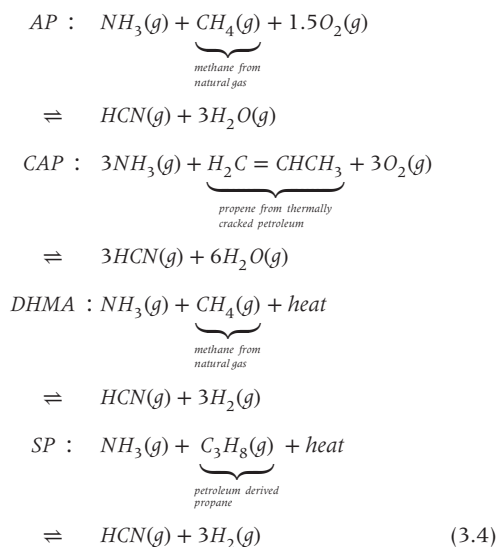 AP : NH₃(g) + CH₄(g) + 1.5O₂(g)
methane from
natural gas
⇌ HCN(g) + 3H₂O(g)
CAP : 3NH₃(g) + H₂C = CHCH₃ + 3O₂(g)
propene from thermally
cracked petroleum
⇌ 3HCN(g) + 6H₂O(g)
DHMA : NH₃(g) + CH₄(g) + heat
methane from
natural gas
⇌ HCN(g) + 3H₂(g)
SP : NH₃(g) + C₃H₈(g) + heat
petroleum derived
propane
⇌ HCN(g) + 3H₂(g) (3.4)